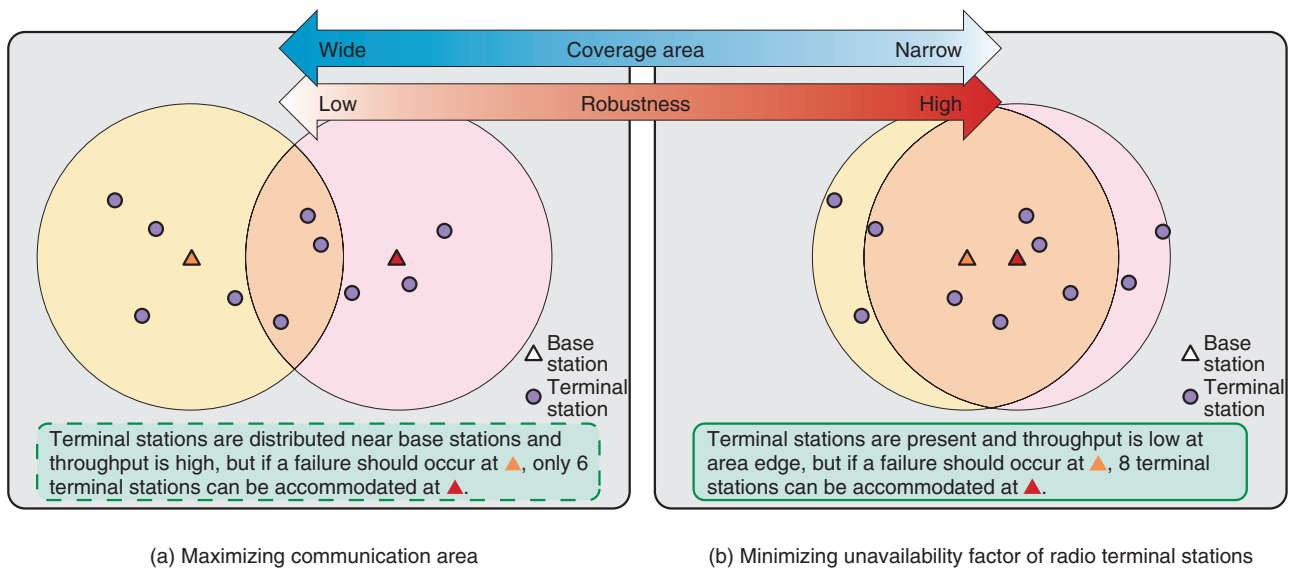 Wide Coverage area Narrow
Low Robustness High
Base
station
Terminal
station
Terminal stations are distributed near base stations and
throughput is high, but if a failure should occur at , only 6
terminal stations can be accommodated at .
(a) Maximizing communication area
Base
station
Terminal
station
Terminal stations are present and throughput is low at
area edge, but if a failure should occur at , 8 terminal
stations can be accommodated at .
(b) Minimizing unavailability factor of radio terminal stations